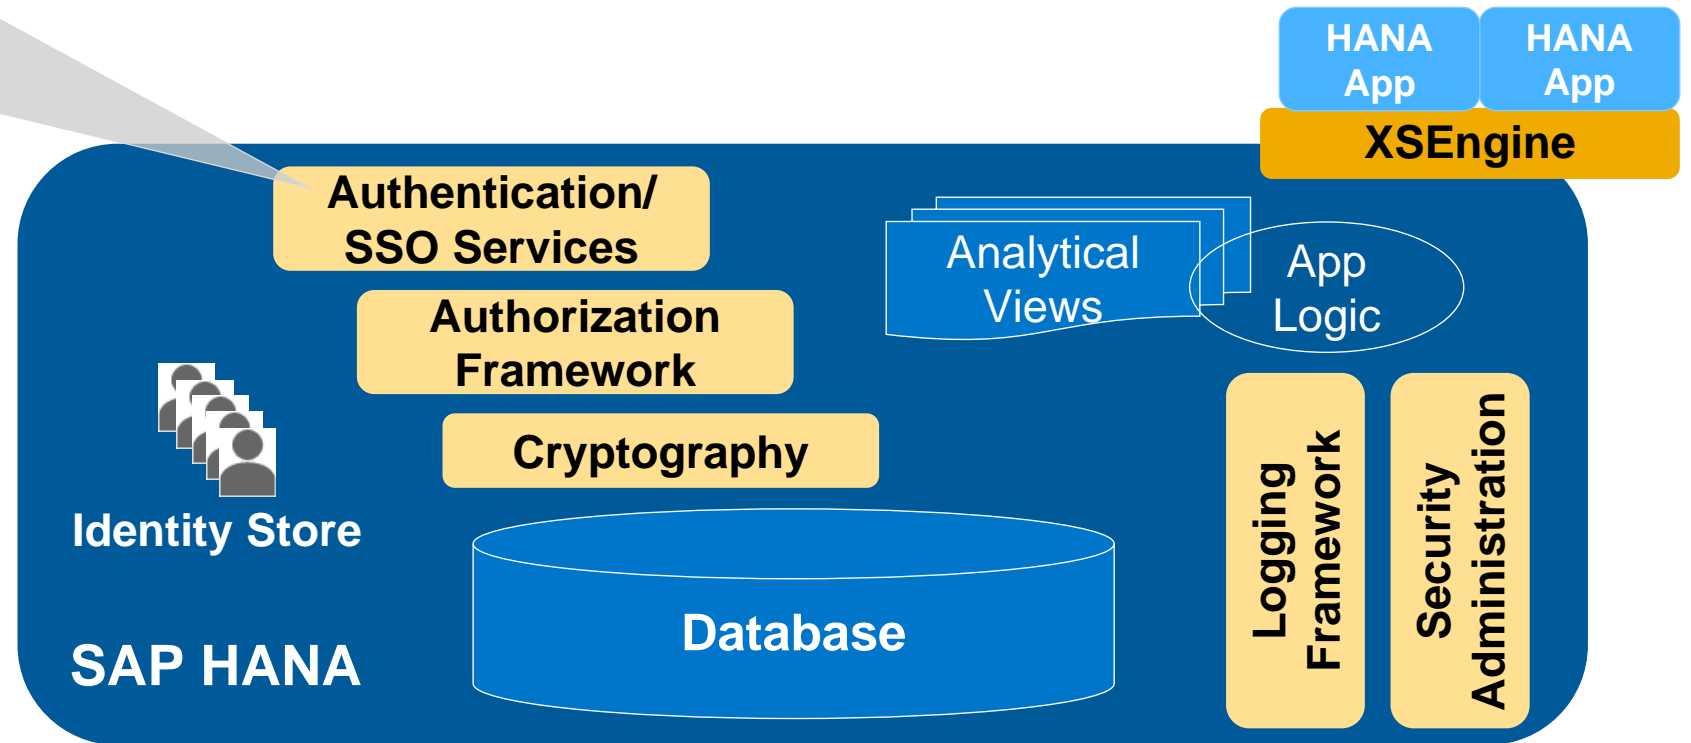 HANA
App
HANA
App
XSEngine
Authentication/
SSO Services
Analytical
Views
App
Logic
Authorization
Framework
Cryptography
Identity Store
Database
Logging
Framework
Security
Administration
SAP HANA